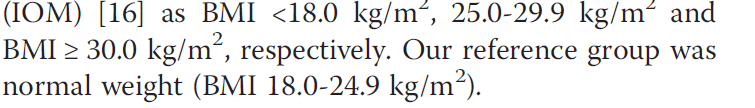 (IOM) [16] as BMI <18.0 kg/m², 25.0-29.9 kg/m² and
BMI ≥ 30.0 kg/m², respectively. Our reference group was
normal weight (BMI 18.0-24.9 kg/m²).